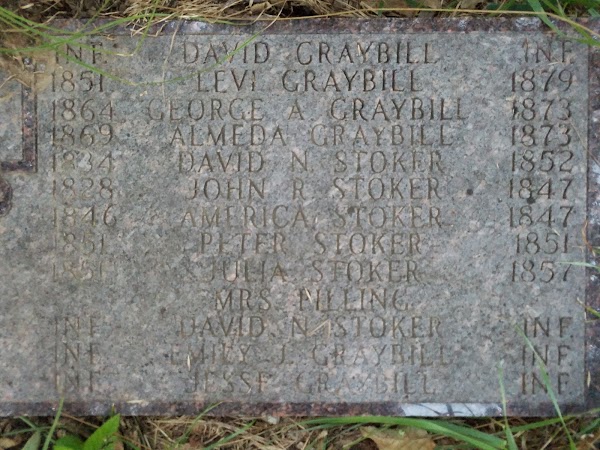 INF. DAVID GRAYBILL INF.
1851 LEVI GRAYBILL 1879
1864 GEORGE A GRAYBILL 1873
1869 ALMEDA GRAYBILL 1873
1834 DAVID N. STOKER 1852
1828 JOHN R. STOKER 1847
1846 AMERICA STOKER 1847
1851 PETER STOKER 1851
JULIA STOKER 1857
MRS. PILLING
INF. DAVID N. STOKER INF.
INF. EMILY J. GRAYBILL INF.
INF. JESSE GRAYBILL INF.